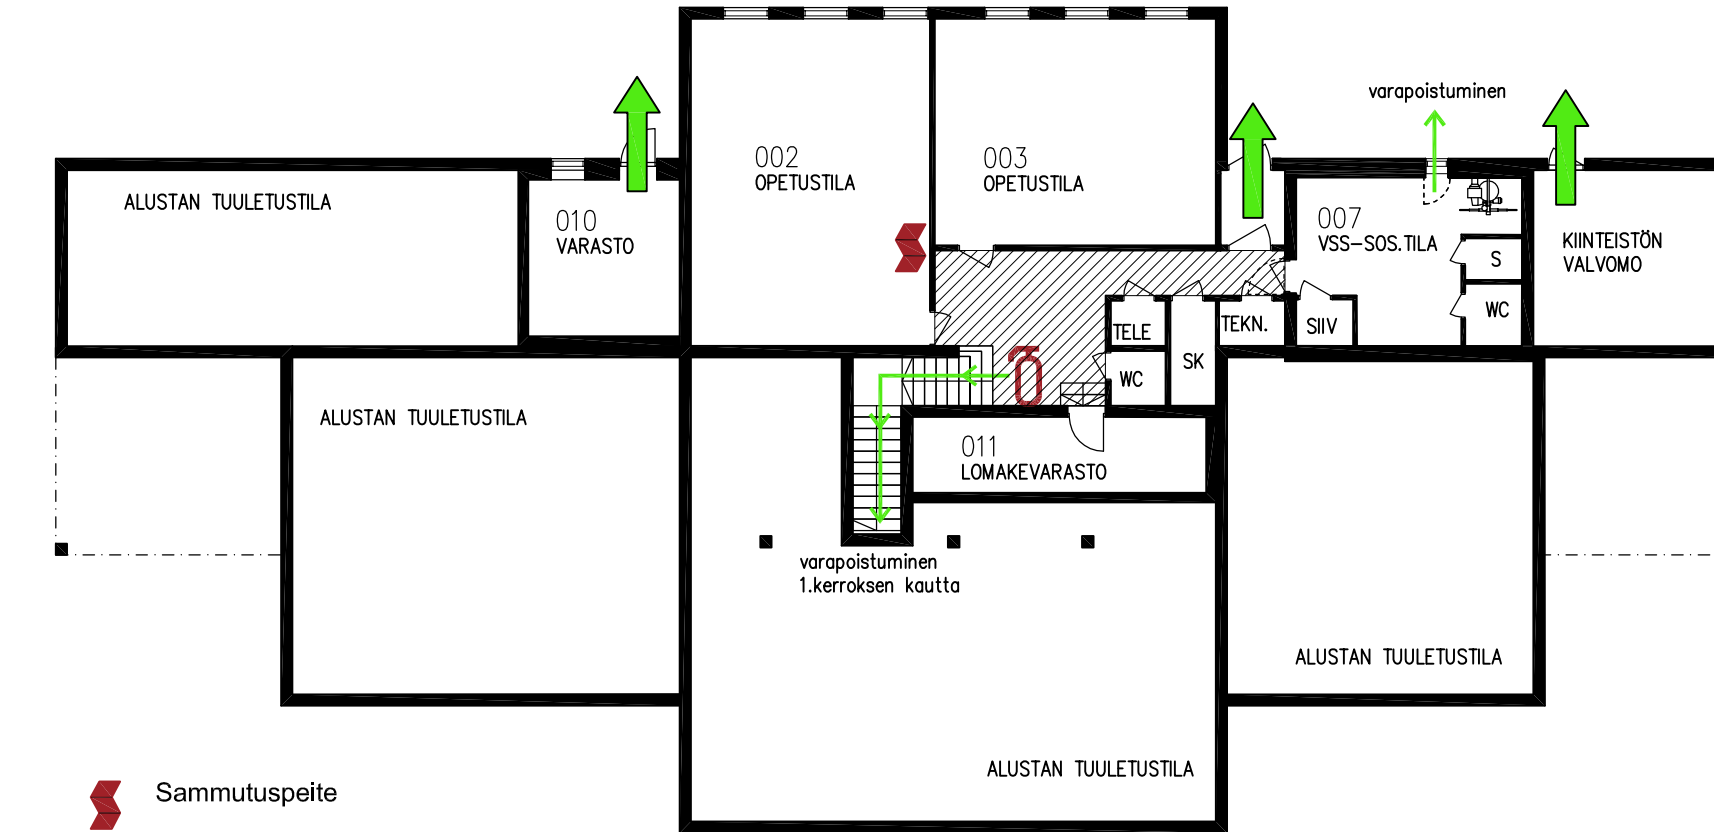 varapoistuminen
002
OPETUSTILA
003
OPETUSTILA
ALUSTAN TUULETUSTILA
010
VARASTO
007
VSS-SOS.TILA
KIINTEISTÖN
VALVOMO
S
WC
TELE
TEKN.
SIIV
SK
WC
ALUSTAN TUULETUSTILA
011
LOMAKEVARASTO
varapoistuminen
1.kerroksen kautta
ALUSTAN TUULETUSTILA
ALUSTAN TUULETUSTILA
Sammutuspeite